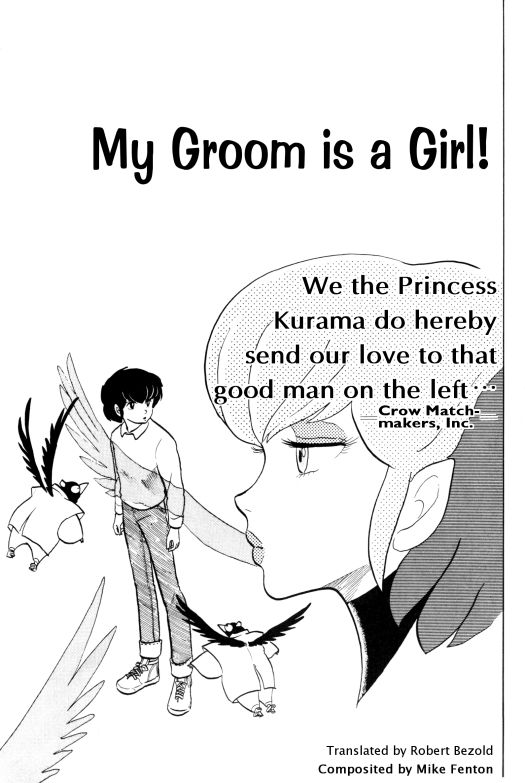 My Groom is a Girl!
We the Princess
Kurama do hereby
send our love to that
good man on the left…
Crow Match-
makers, Inc.
Translated by Robert Bezold
Composited by Mike Fenton